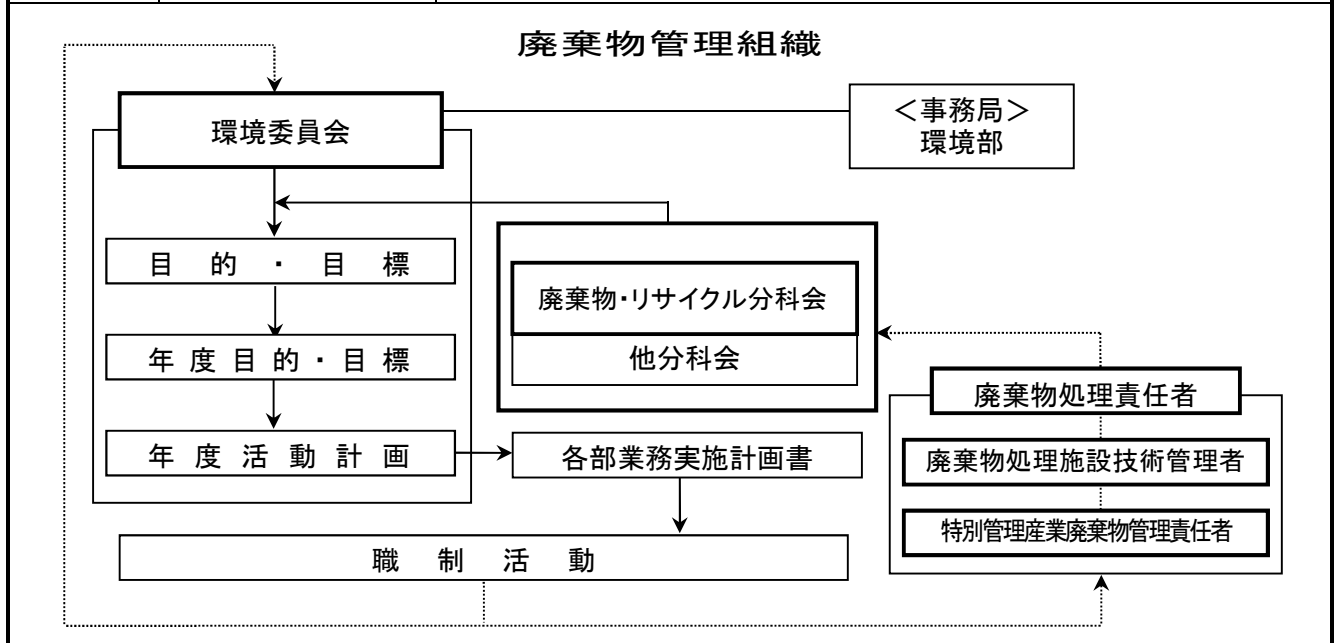 廃棄物管理組織
環境委員会
＜事務局＞
環境部
目的・目標
廃棄物・リサイクル分科会
他分科会
年度目的・目標
廃棄物処理責任者
年度活動計画
各部業務実施計画書
廃棄物処理施設技術管理者
特別管理産業廃棄物管理責任者
職制活動